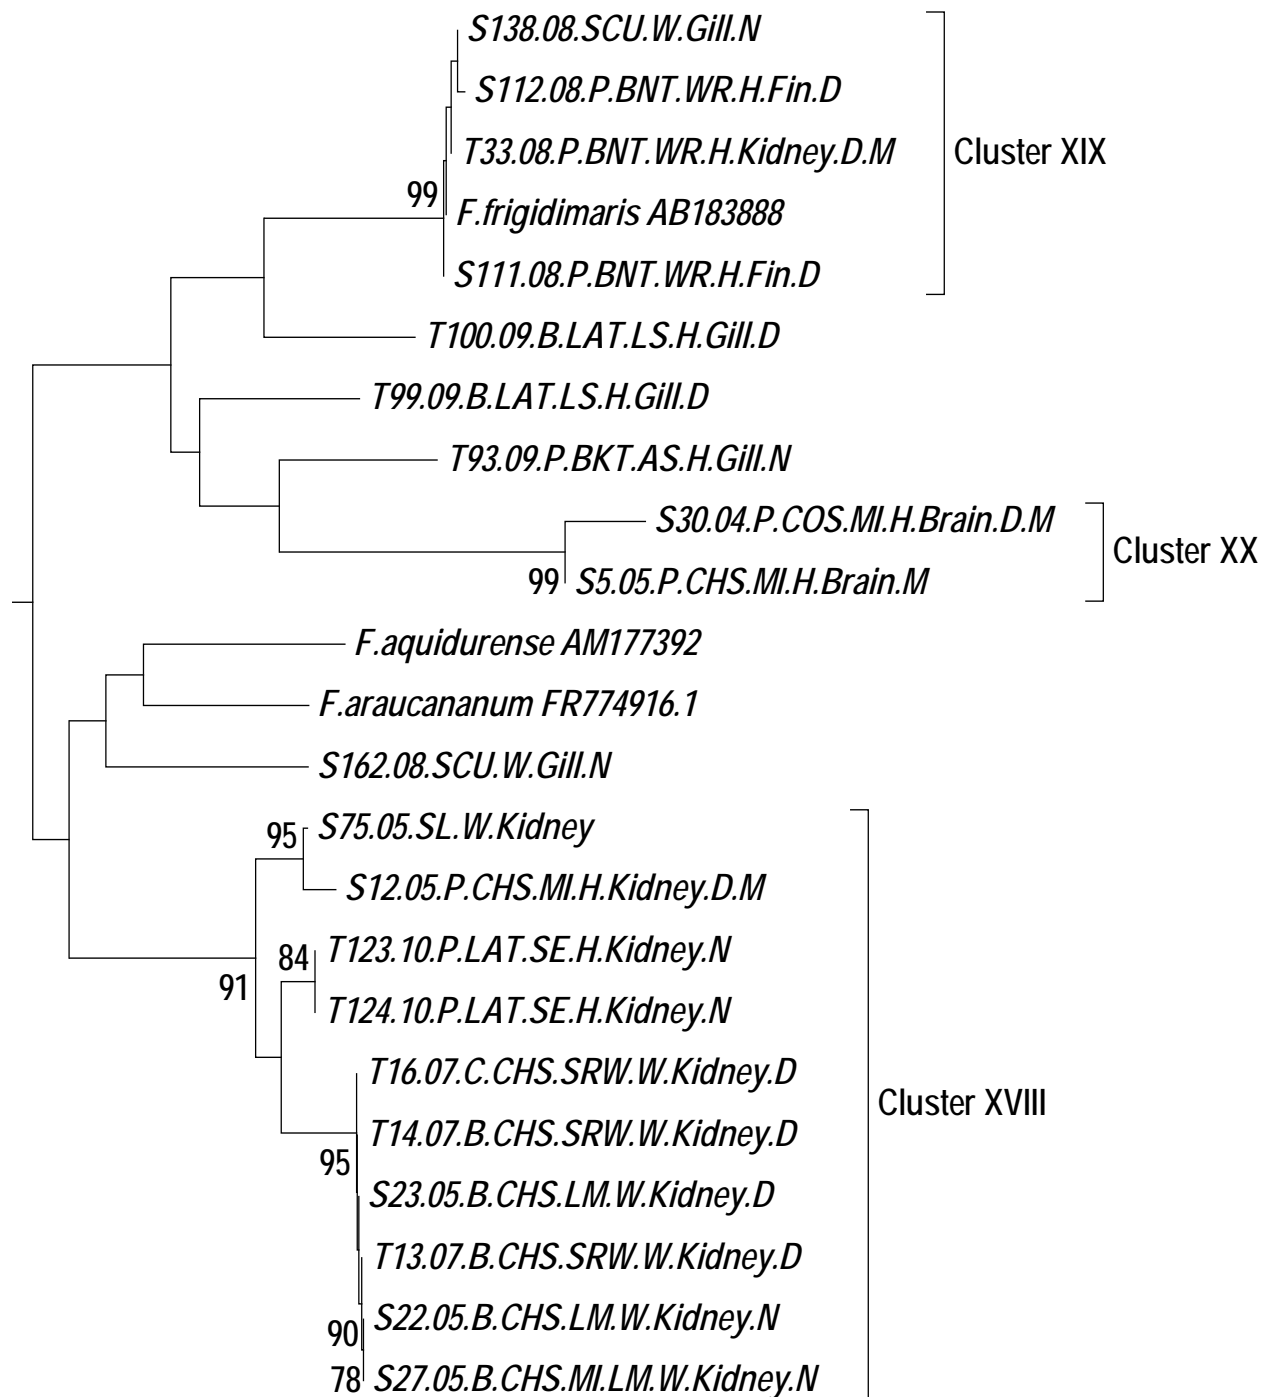 S138.08.SCU.W.Gill.N
S112.08.P.BNT.WR.H.Fin.D
T33.08.P.BNT.WR.H.Kidney.D.M
Cluster XIX
99
F.frigidimaris AB183888
S111.08.P.BNT.WR.H.Fin.D
T100.09.B.LAT.LS.H.Gill.D
T99.09.B.LAT.LS.H.Gill.D
T93.09.P.BKT.AS.H.Gill.N
S30.04.P.COS.MI.H.Brain.D.M
Cluster XX
99
S5.05.P.CHS.MI.H.Brain.M
F.aquidurense AM177392
F.araucananum FR774916.1
S162.08.SCU.W.Gill.N
95
S75.05.SL.W.Kidney
S12.05.P.CHS.MI.H.Kidney.D.M
84
T123.10.P.LAT.SE.H.Kidney.N
91
T124.10.P.LAT.SE.H.Kidney.N
T16.07.C.CHS.SRW.W.Kidney.D
Cluster XVIII
T14.07.B.CHS.SRW.W.Kidney.D
95
S23.05.B.CHS.LM.W.Kidney.D
T13.07.B.CHS.SRW.W.Kidney.D
S22.05.B.CHS.LM.W.Kidney.N
90
78
S27.05.B.CHS.MI.LM.W.Kidney.N